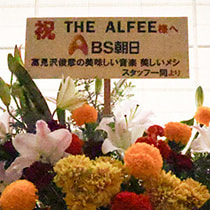 祝 THE ALFEE様へ
BS朝日
高見沢俊彦の美味しい音楽 美しいメシ
スタッフ一同より